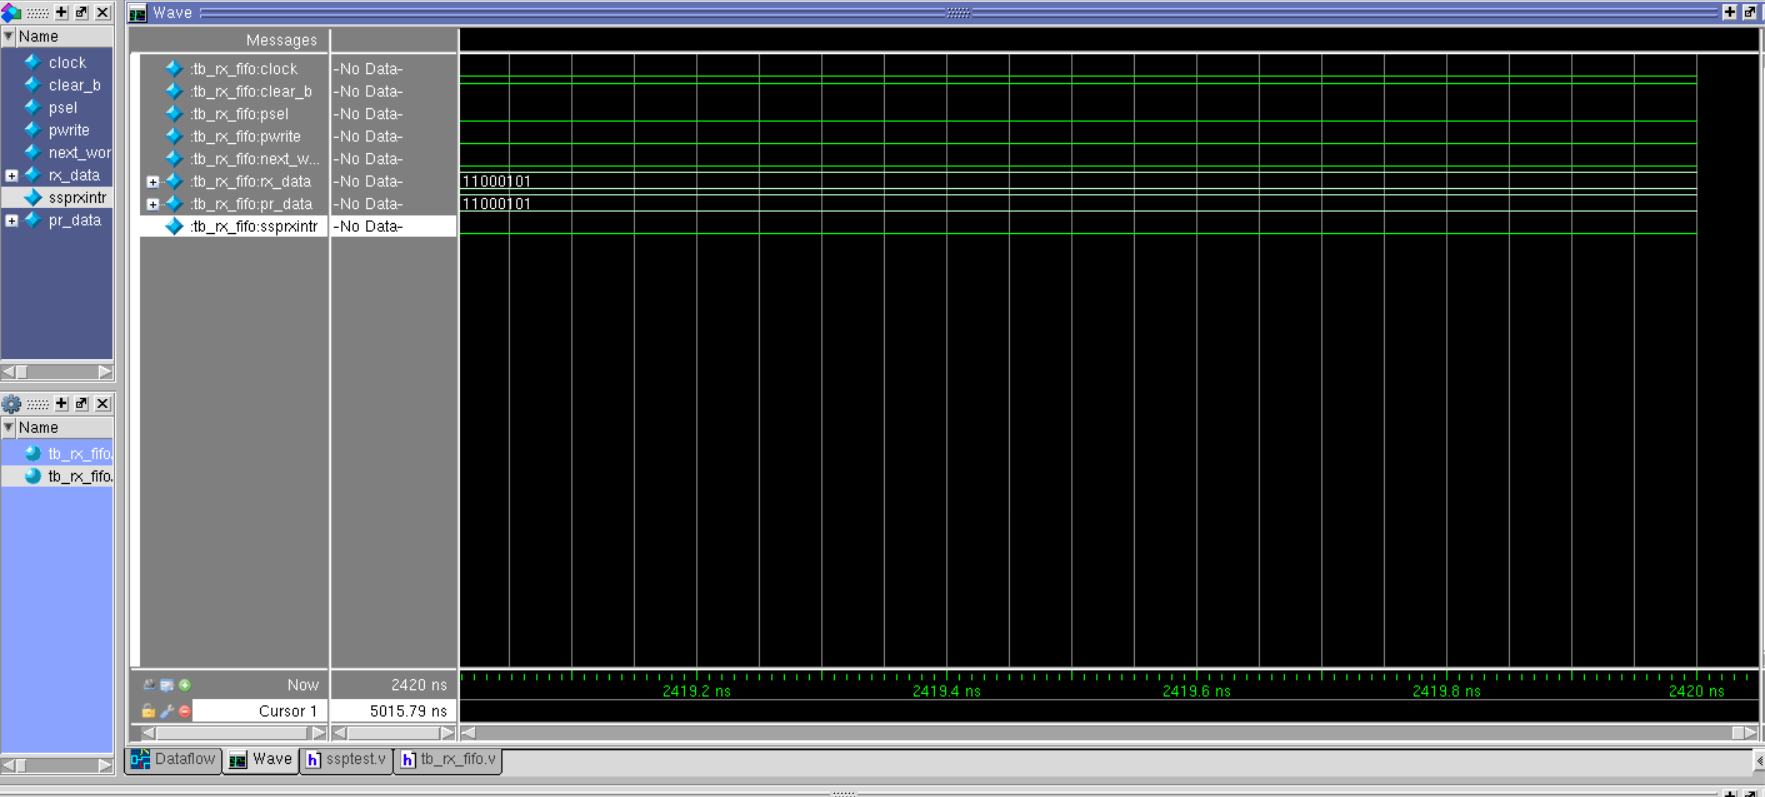 Name
clock
clear_b
psel
pwrite
next_wor
rx_data
ssprxintr
pr_data
Name
tb_rx_fifo.
tb_rx_fifo.
Wave
Messages
:tb_rx_fifo:clock -No Data-
:tb_rx_fifo:clear_b -No Data-
:tb_rx_fifo:psel -No Data-
:tb_rx_fifo:pwrite -No Data-
:tb_rx_fifo:next_w... -No Data-
:tb_rx_fifo:rx_data -No Data- 11000101
:tb_rx_fifo:pr_data -No Data- 11000101
:tb_rx_fifo:ssprxintr -No Data-
Now 2420 ns
2419.2 ns 2419.4 ns 2419.6 ns 2419.8 ns 2420 ns
Cursor 1 5015.79 ns
Dataflow Wave h ssptest.v h tb_rx_fifo.v